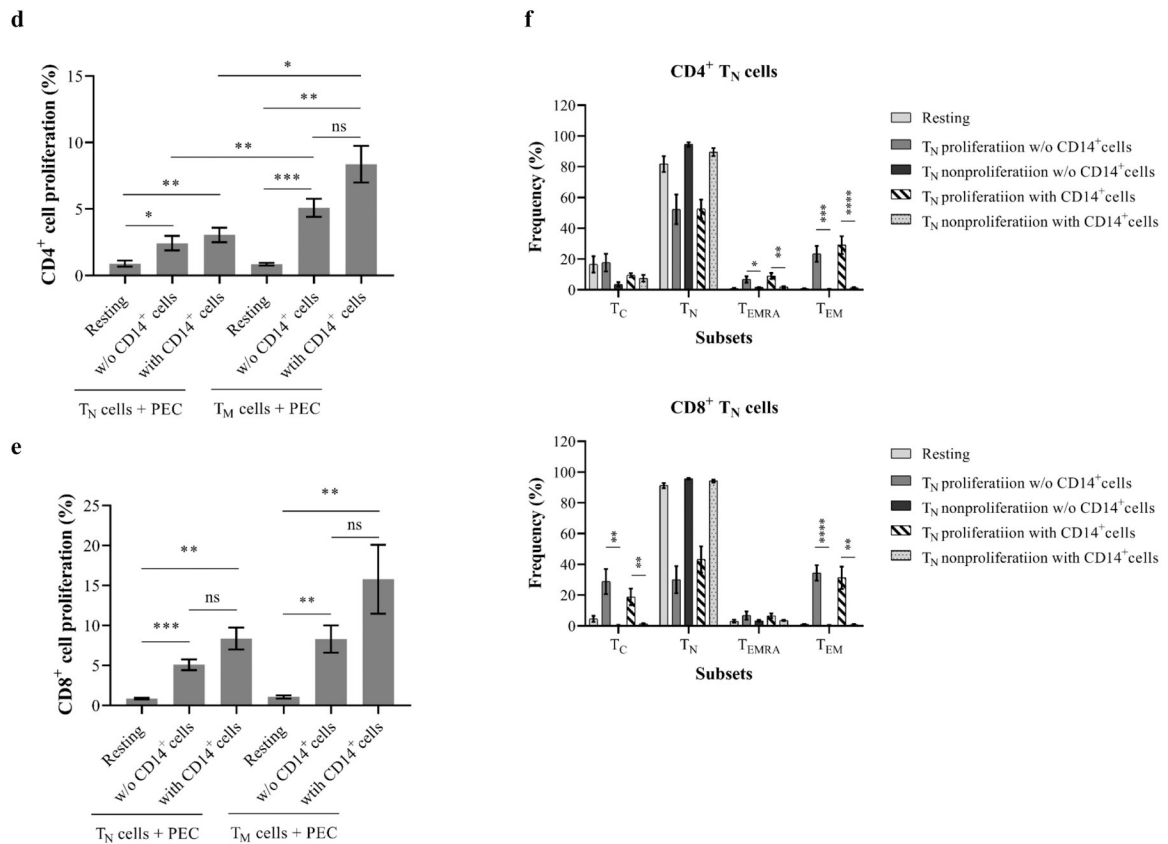 d
CD4+ cell proliferation (%)
15
10
5
0
*
**
**
ns
**
***
**
*
Resting
w/o CD14+ cells
with CD14+ cells
Resting
w/o CD14+ cells
wtih CD14+ cells
TN cells + PEC
TM cells + PEC
e
CD8+ cell proliferation (%)
25
20
15
10
5
0
**
ns
**
ns
**
***
Resting
w/o CD14+ cells
with CD14+ cells
Resting
w/o CD14+ cells
wtih CD14+ cells
TN cells + PEC
TM cells + PEC
f
CD4+ TN cells
Frequency (%)
120
100
80
60
40
20
0
*
**
***
****
TC
TN
TEMRA
TEM
Subsets
Resting
TN proliferatiion w/o CD14+cells
TN nonproliferatiion w/o CD14+cells
TN proliferatiion with CD14+cells
TN nonproliferatiion with CD14+cells
CD8+ TN cells
Frequency (%)
120
100
80
60
40
20
0
**
**
****
**
TC
TN
TEMRA
TEM
Subsets
Resting
TN proliferatiion w/o CD14+cells
TN nonproliferatiion w/o CD14+cells
TN proliferatiion with CD14+cells
TN nonproliferatiion with CD14+cells